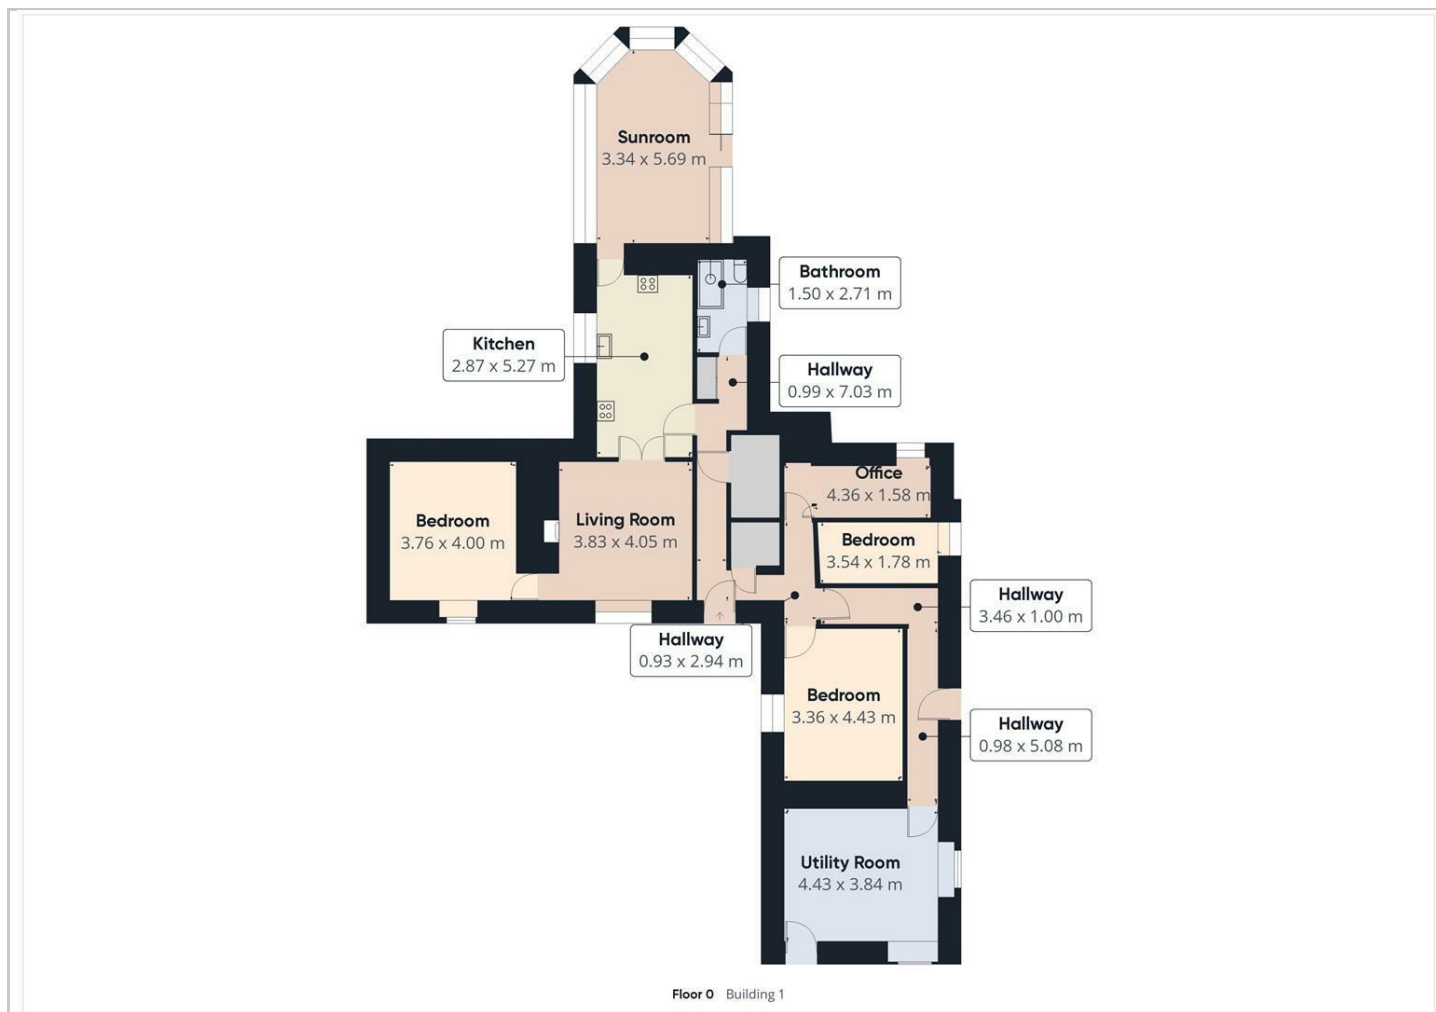 Sunroom
3.34 x 5.69 m
Bathroom
1.50 x 2.71 m
Kitchen
2.87 x 5.27 m
Hallway
0.99 x 7.03 m
Office
4.36 x 1.58 m
Bedroom
3.76 x 4.00 m
Living Room
3.83 x 4.05 m
Bedroom
3.54 x 1.78 m
Hallway
3.46 x 1.00 m
Hallway
0.93 x 2.94 m
Bedroom
3.36 x 4.43 m
Hallway
0.98 x 5.08 m
Utility Room
4.43 x 3.84 m
Floor 0 Building 1